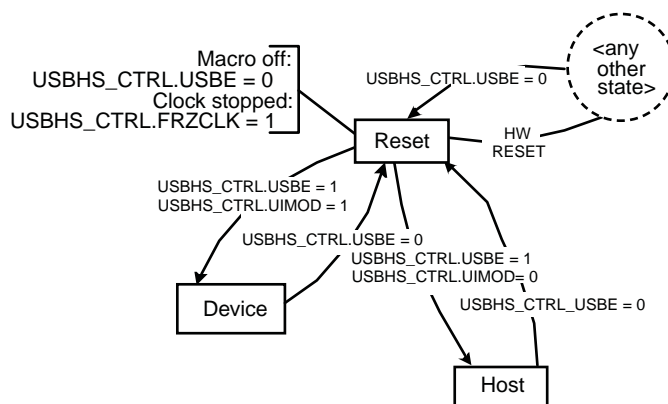 Macro off:
USBHS_CTRL.USBE = 0
Clock stopped:
USBHS_CTRL.FRZCLK = 1
USBHS_CTRL.USBE = 0
<any
other
state>
Reset
HW
RESET
USBHS_CTRL.USBE = 1
USBHS_CTRL.UIMOD = 1
USBHS_CTRL.USBE = 0
USBHS_CTRL.USBE = 1
USBHS_CTRL.UIMOD= 0
USBHS_CTRL_USBE = 0
Device
Host